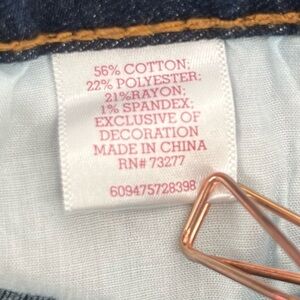 56% COTTON;
22% POLYESTER;
21%RAYON;
1% SPANDEX;
EXCLUSIVE OF
DECORATION
MADE IN CHINA
RN# 73277
609475728398